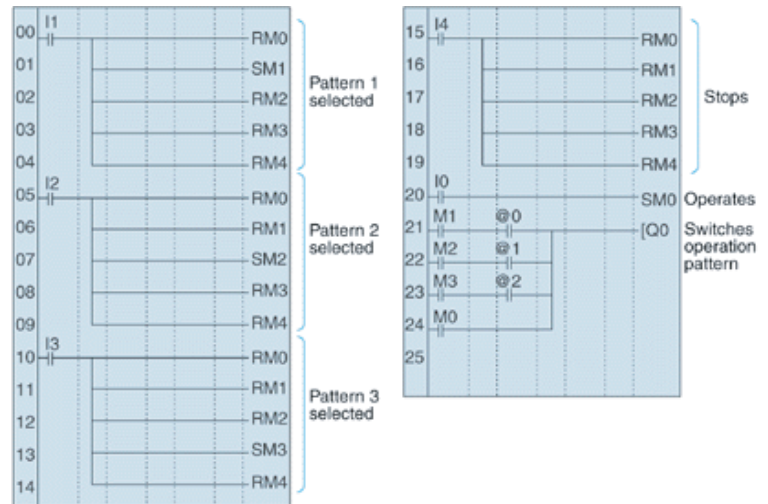 I1
00 RM0
01 SM1
02 RM2
03 RM3
04 RM4
Pattern 1
selected
I2
05 RM0
06 RM1
07 SM2
08 RM3
09 RM4
Pattern 2
selected
I3
10 RM0
11 RM1
12 RM2
13 SM3
14 RM4
Pattern 3
selected
I4
15 RM0
16 RM1
17 RM2
18 RM3
19 RM4
Stops
I0
20 SM0 Operates
M1 @0
21 [Q0 Switches
operation
pattern
M2 @1
22
M3 @2
23
M0
24
25